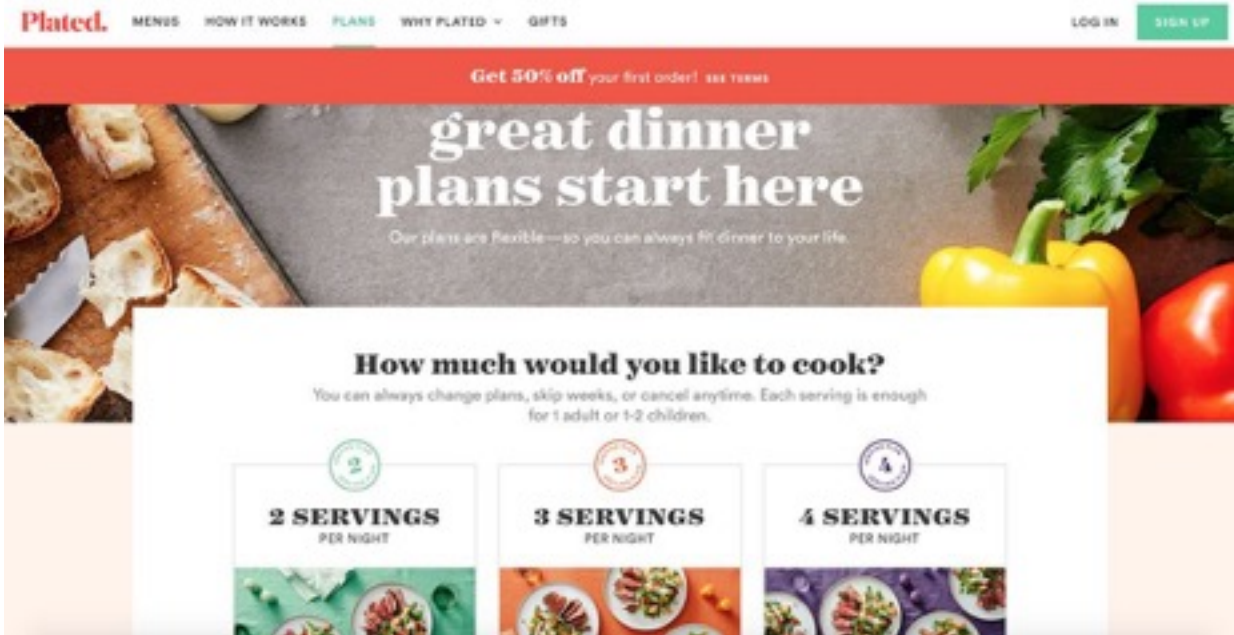 Plated.
MENUS HOW IT WORKS PLANS WHY PLATED GIFTS
LOG IN SIGN UP
Get 50% off your first order! SEE TERMS
great dinner
plans start here
Our plans are flexible—so you can always fit dinner to your life.
How much would you like to cook?
You can always change plans, skip weeks, or cancel anytime. Each serving is enough
for 1 adult or 1-2 children.
2
3
4
2 SERVINGS
PER NIGHT
3 SERVINGS
PER NIGHT
4 SERVINGS
PER NIGHT